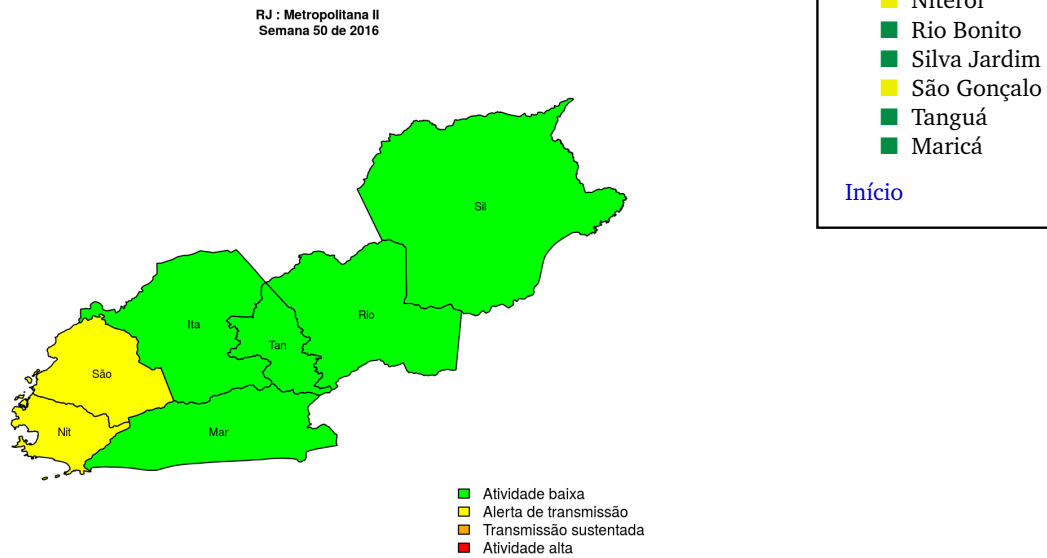 RJ : Metropolitana II
Semana 50 de 2016
Sil
Ita
Rio
Tan
São
Nit
Mar
Atividade baixa
Alerta de transmissão
Transmissão sustentada
Atividade alta
Niterói
Rio Bonito
Silva Jardim
São Gonçalo
Tanguá
Maricá
Início